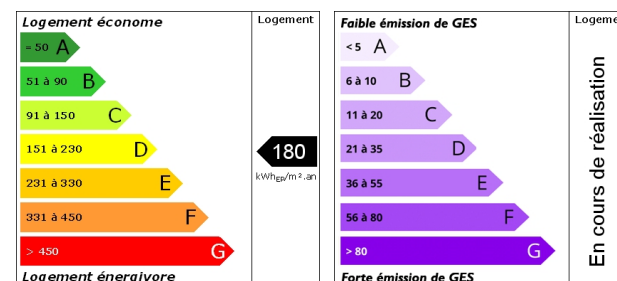 Logement économe
Logement
= 50 A
51 à 90 B
91 à 150 C
151 à 230 D
231 à 330 E
331 à 450 F
> 450 G
180
kWhEP/m².an
Logement énergivore
Faible émission de GES
Logeme
< 5 A
6 à 10 B
11 à 20 C
21 à 35 D
36 à 55 E
56 à 80 F
> 80 G
En cours de réalisation
Forte émission de GES